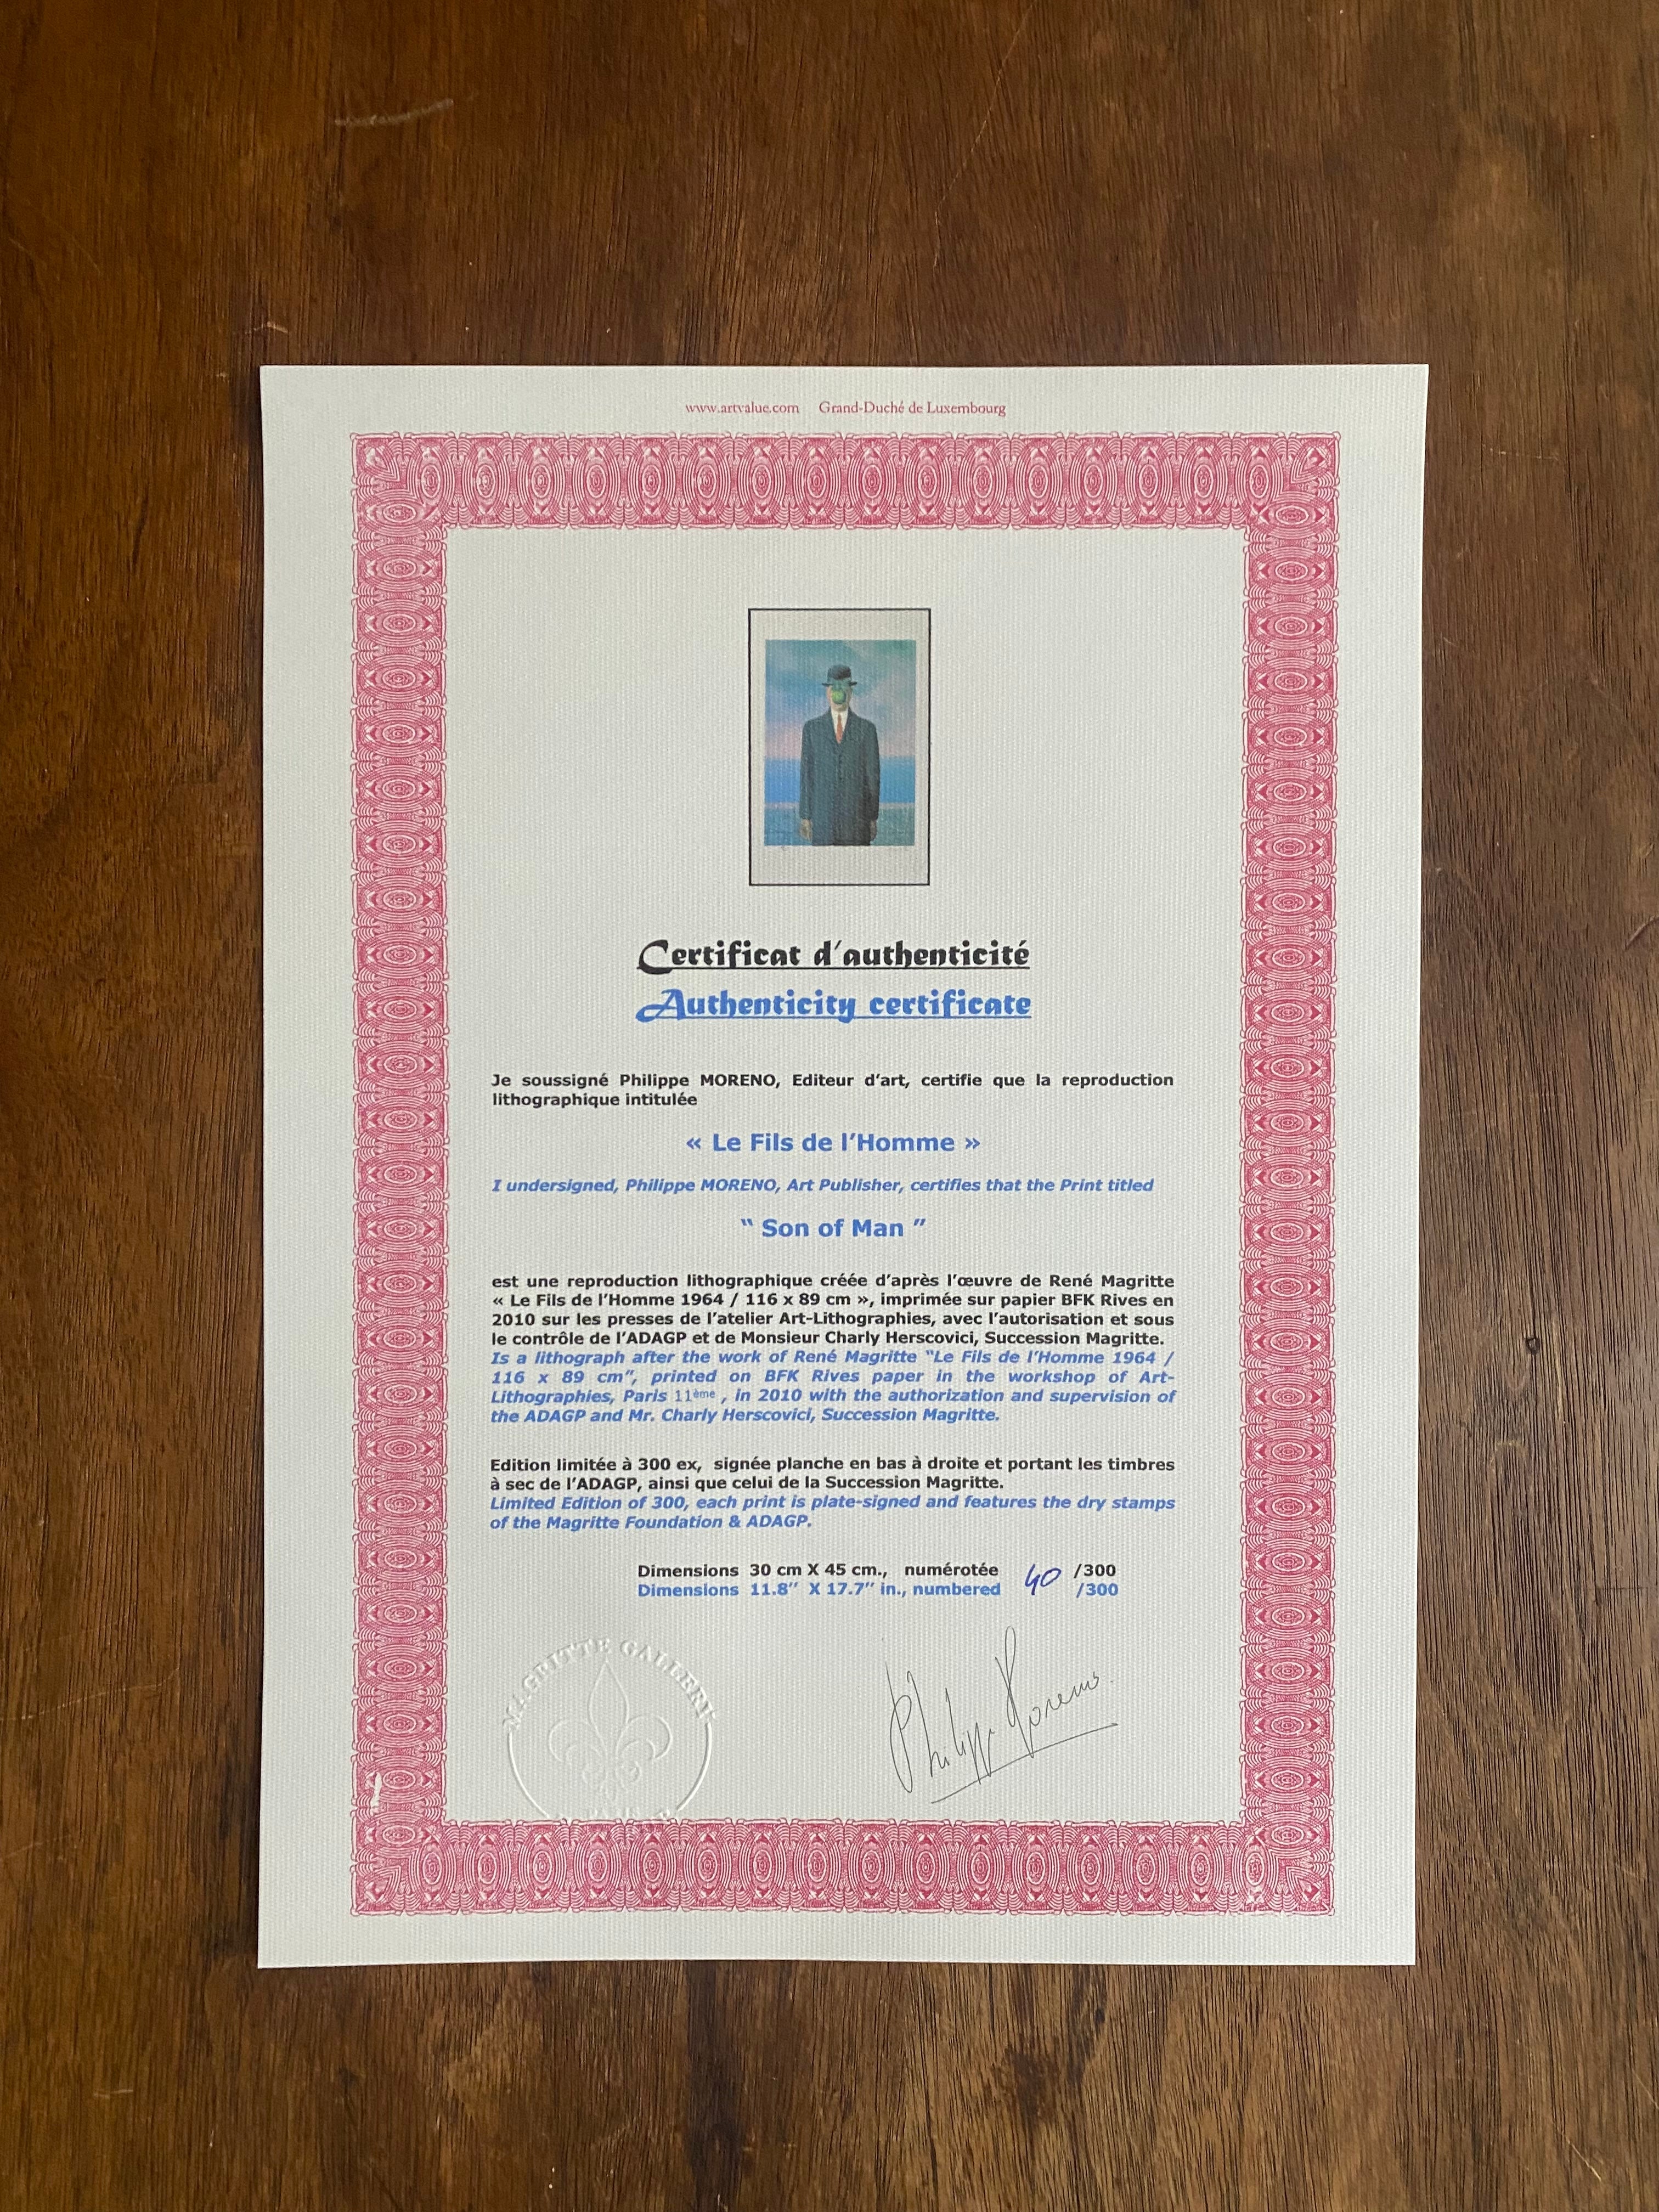 www.artvalue.com Grand-Duché de Luxembourg
Certificat d'authenticité
Authenticity certificate
Je soussigné Philippe MORENO, Editeur d'art, certifie que la reproduction
lithographique intitulée
« Le Fils de l'Homme »
I undersigned, Philippe MORENO, Art Publisher, certifies that the Print titled
" Son of Man "
est une reproduction lithographique créée d'après l'œuvre de René Magritte
« Le Fils de l'Homme 1964 / 116 x 89 cm », imprimée sur papier BFK Rives en
2010 sur les presses de l'atelier Art-Lithographies, avec l'autorisation et sous
le contrôle de l'ADAGP et de Monsieur Charly Herscovici, Succession Magritte.
Is a lithograph after the work of René Magritte "Le Fils de l'Homme 1964 /
116 x 89 cm", printed on BFK Rives paper in the workshop of Art-
Lithographies, Paris 11ème , in 2010 with the authorization and supervision of
the ADAGP and Mr. Charly Herscovici, Succession Magritte.
Edition limitée à 300 ex, signée planche en bas à droite et portant les timbres
à sec de l'ADAGP, ainsi que celui de la Succession Magritte.
Limited Edition of 300, each print is plate-signed and features the dry stamps
of the Magritte Foundation & ADAGP.
Dimensions 30 cm X 45 cm., numérotée 40 /300
Dimensions 11.8'' X 17.7'' in., numbered /300
MAGRITTE GALLERY
Philippe Moreno